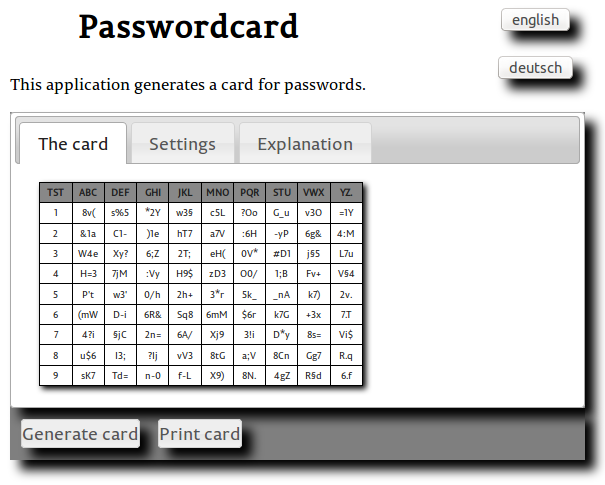 Passwordcard
english
deutsch
This application generates a card for passwords.
The card Settings Explanation
TST ABC DEF GHI JKL MNO PQR STU VWX YZ.
1 8v( s%5 *2Y w3§ c5L ?Oo G_u v3O =1Y
2 &1a C1- )1e hT7 a7V :6H -yP 6g& 4:M
3 W4e Xy? 6;Z 2T; eH( 0V* #D1 j§5 L7u
4 H=3 7jM :Vy H9$ zD3 O0/ 1;B Fv+ V§4
5 P't w3' 0/h 2h+ 3*r 5k_ _nA k7) 2v.
6 (mW D-i 6R& Sq8 6mM $6r k7G +3x 7.T
7 4?i §jC 2n= 6A/ Xj9 3!i D*y 8s= Vi$
8 u$6 I3; ?Ij vV3 8tG a;V 8Cn Gg7 R.q
9 sK7 Td= n-0 f-L X9) 8N. 4gZ R§d 6.f
Generate card Print card